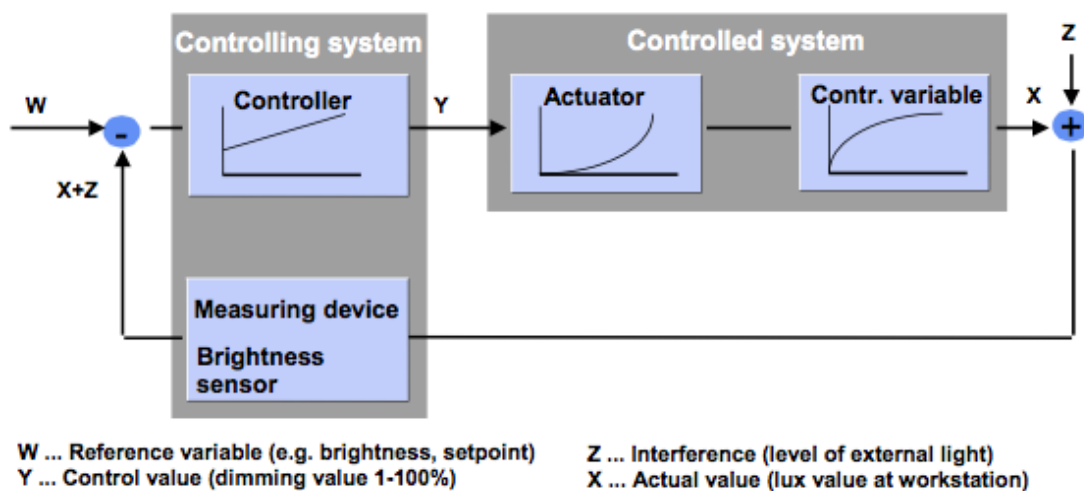 Controlling system
Controlled system
Z
W
Controller
Y
Actuator
Contr. variable
X
-
+
X+Z
Measuring device
Brightness
sensor
W ... Reference variable (e.g. brightness, setpoint)
Z ... Interference (level of external light)
Y ... Control value (dimming value 1-100%)
X ... Actual value (lux value at workstation)